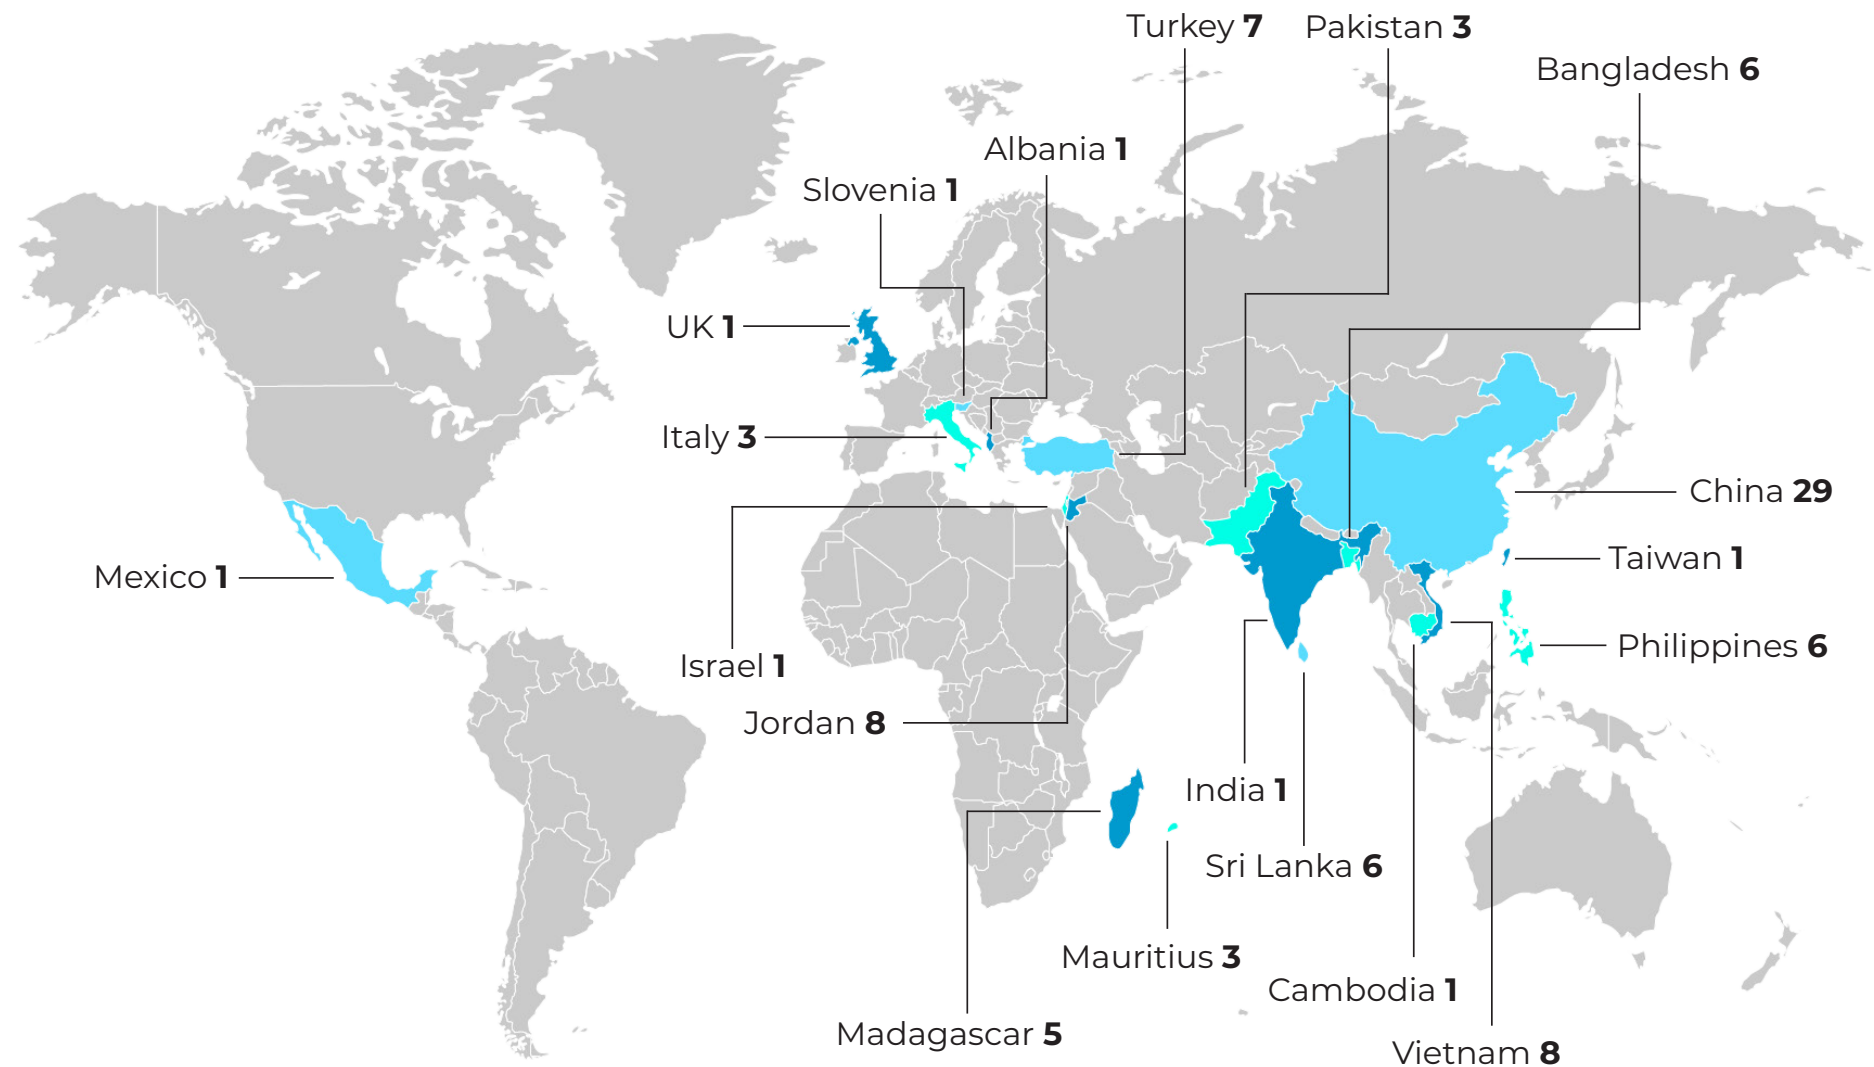 Turkey 7
Pakistan 3
Bangladesh 6
Albania 1
Slovenia 1
UK 1
Italy 3
China 29
Taiwan 1
Mexico 1
Philippines 6
Israel 1
Jordan 8
India 1
Sri Lanka 6
Mauritius 3
Cambodia 1
Madagascar 5
Vietnam 8